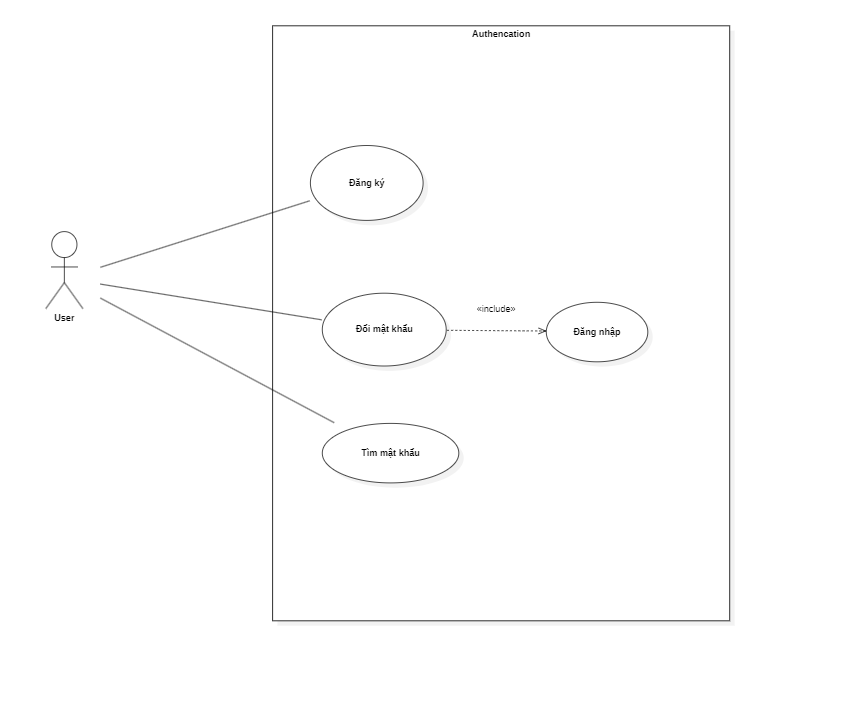 Authencation
Đăng ký
User
«include»
Đổi mật khẩu
Đăng nhập
Tìm mật khẩu